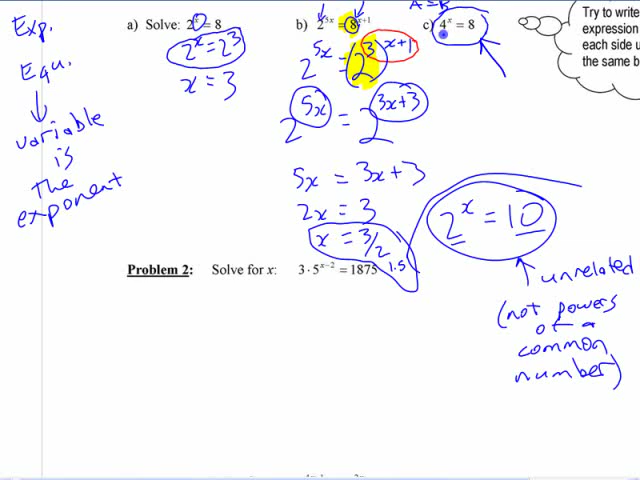 Exp.
Equ.
variable
is
the
exponent
a) Solve: 2^x = 8
2^x = 2^3
x = 3
b) 2^5x = 8^x+1
2^5x = 2^3^x+1
2^5x = 2^3x+3
5x = 3x+3
2x = 3
x = 3/2
1.5
A = B
c) 4^x = 8
Try to write
expression
each side u
the same b
2^x = 10
unrelated
(not powers
of a
common
number)
Problem 2: Solve for x: 3 · 5^x−2 = 1875